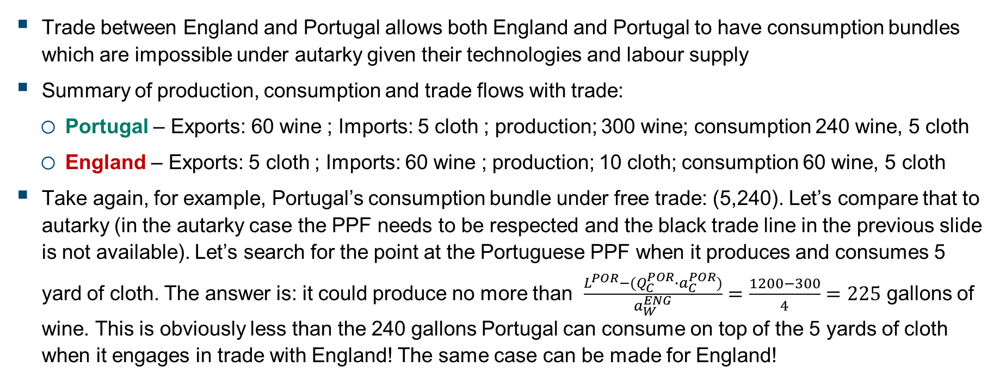 ▪ Trade between England and Portugal allows both England and Portugal to have consumption bundles
which are impossible under autarky given their technologies and labour supply
▪ Summary of production, consumption and trade flows with trade:
○ Portugal – Exports: 60 wine ; Imports: 5 cloth ; production; 300 wine; consumption 240 wine, 5 cloth
○ England – Exports: 5 cloth ; Imports: 60 wine ; production; 10 cloth; consumption 60 wine, 5 cloth
▪ Take again, for example, Portugal’s consumption bundle under free trade: (5,240). Let’s compare that to
autarky (in the autarky case the PPF needs to be respected and the black trade line in the previous slide
is not available). Let’s search for the point at the Portuguese PPF when it produces and consumes 5
yard of cloth. The answer is: it could produce no more than $\frac{L^{POR}-(Q_C^{POR}\cdot a_C^{POR})}{a_W^{ENG}} = \frac{1200-300}{4} = 225$ gallons of
wine. This is obviously less than the 240 gallons Portugal can consume on top of the 5 yards of cloth
when it engages in trade with England! The same case can be made for England!